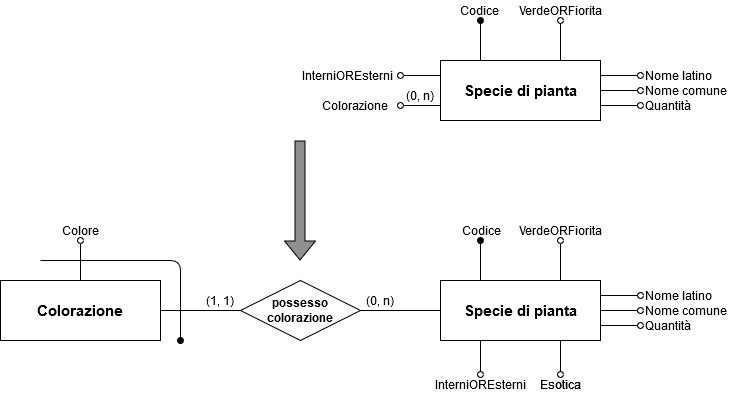 Codice
VerdeORFiorita
InterniOREsterni
Colorazione
(0, n)
Specie di pianta
Nome latino
Nome comune
Quantità
Colore
Codice
VerdeORFiorita
Colorazione
(1, 1)
possesso
colorazione
(0, n)
Specie di pianta
Nome latino
Nome comune
Quantità
InterniOREsterni
Esotica